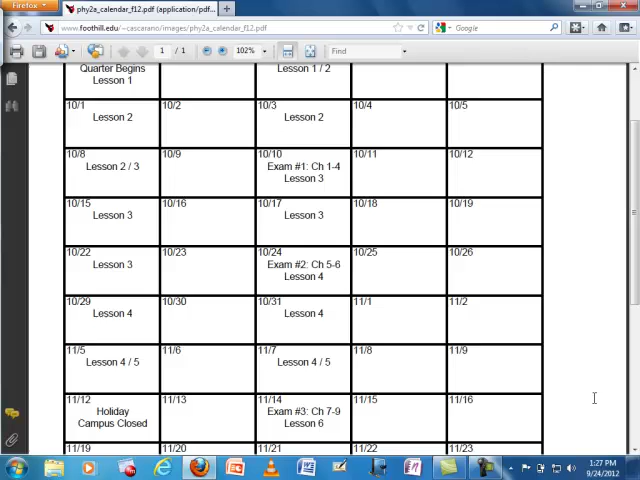 Firefox
phy2a_calendar_f12.pdf (application/pdf...
www.foothill.edu/~cascarano/images/phy2a_calendar_f12.pdf
Google
1 / 1
102%
Find
Quarter Begins
Lesson 1
Lesson 1 / 2
10/1
Lesson 2
10/2
10/3
Lesson 2
10/4
10/5
10/8
Lesson 2 / 3
10/9
10/10
Exam #1: Ch 1-4
Lesson 3
10/11
10/12
10/15
Lesson 3
10/16
10/17
Lesson 3
10/18
10/19
10/22
Lesson 3
10/23
10/24
Exam #2: Ch 5-6
Lesson 4
10/25
10/26
10/29
Lesson 4
10/30
10/31
Lesson 4
11/1
11/2
11/5
Lesson 4 / 5
11/6
11/7
Lesson 4 / 5
11/8
11/9
11/12
Holiday
Campus Closed
11/13
11/14
Exam #3: Ch 7-9
Lesson 6
11/15
11/16
11/19
11/20
11/21
11/22
11/23
1:27 PM
9/24/2012